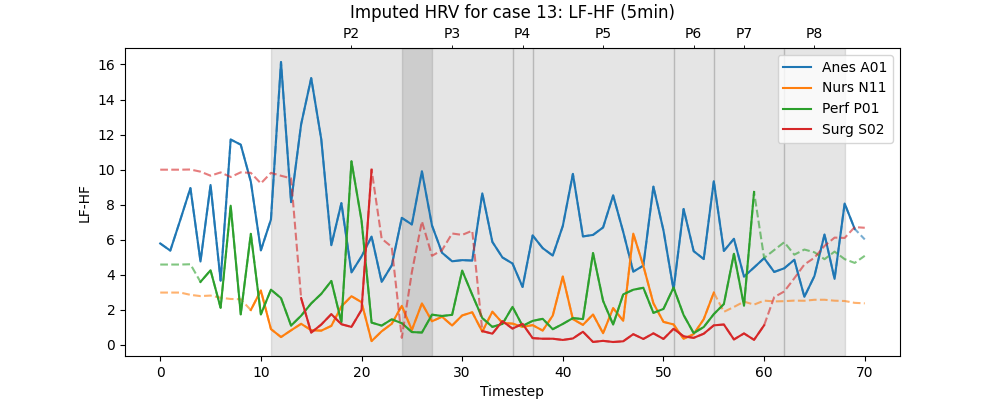 Imputed HRV for case 13: LF-HF (5min)
P2 P3 P4 P5 P6 P7 P8
16
14
12
10
8
6
4
2
0
LF-HF
Anes A01
Nurs N11
Perf P01
Surg S02
0 10 20 30 40 50 60 70
Timestep